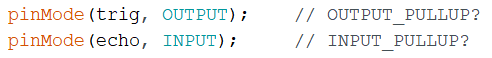 pinMode(trig, OUTPUT);     // OUTPUT_PULLUP?
pinMode(echo, INPUT);      // INPUT_PULLUP?